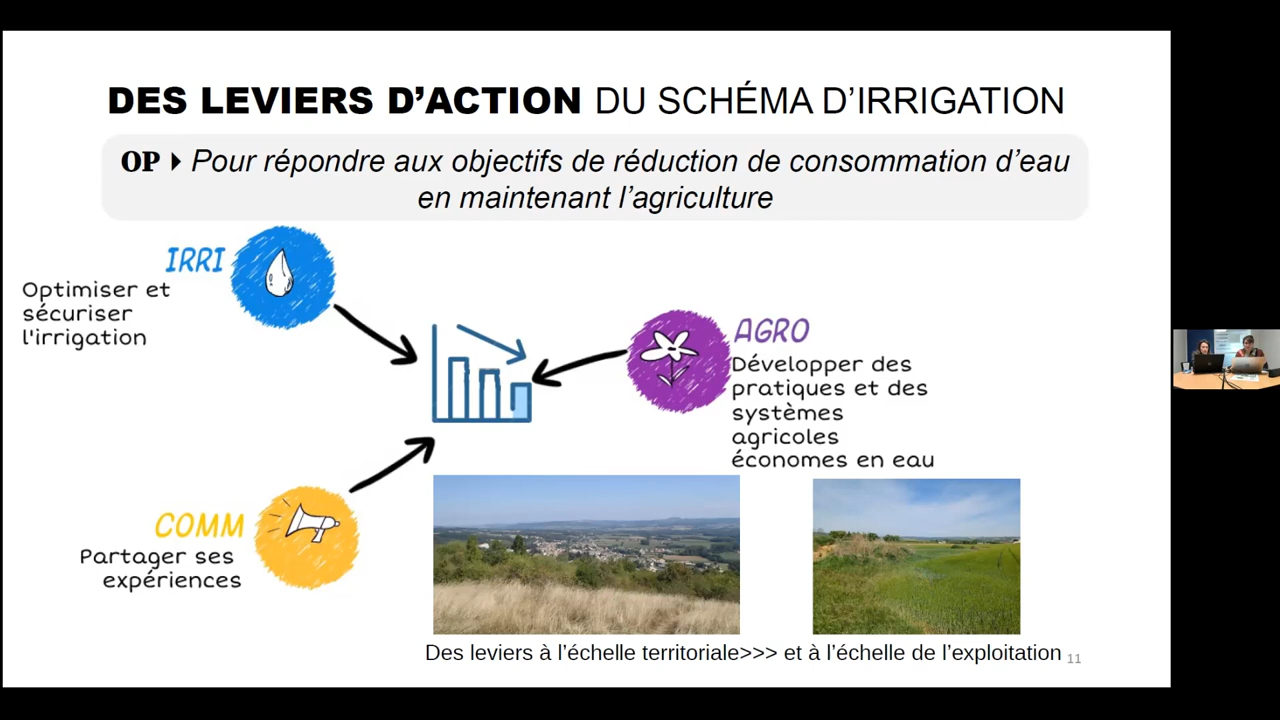 DES LEVIERS D’ACTION DU SCHÉMA D’IRRIGATION
OP Pour répondre aux objectifs de réduction de consommation d’eau
en maintenant l’agriculture
IRRI
Optimiser et
sécuriser
l'irrigation
AGRO
Développer des
pratiques et des
systèmes
agricoles
économes en eau
COMM
Partager ses
expériences
Des leviers à l’échelle territoriale>>> et à l’échelle de l’exploitation
11